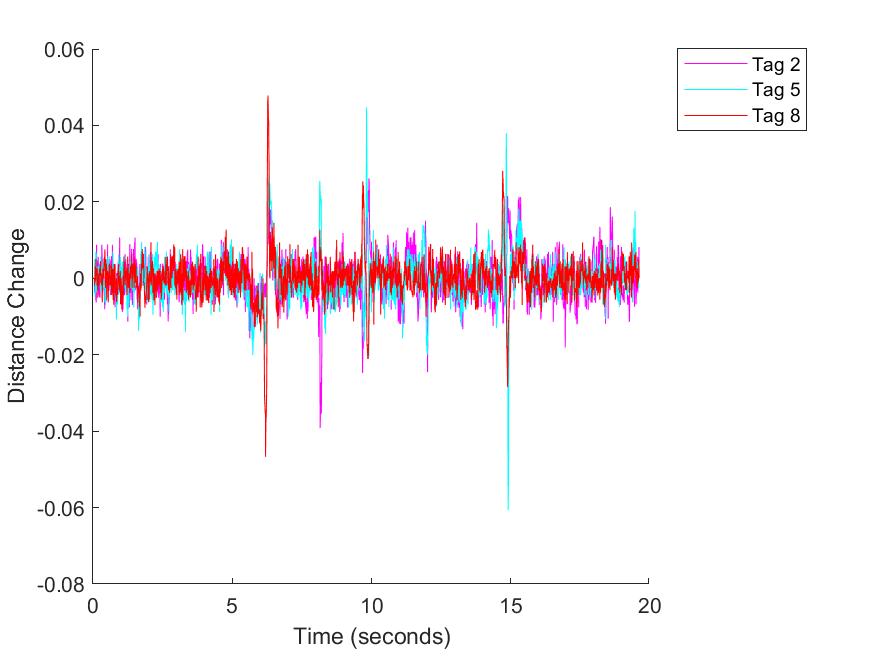 0.06
0.04
0.02
0
-0.02
-0.04
-0.06
-0.08
Distance Change
0 5 10 15 20
Time (seconds)
Tag 2
Tag 5
Tag 8